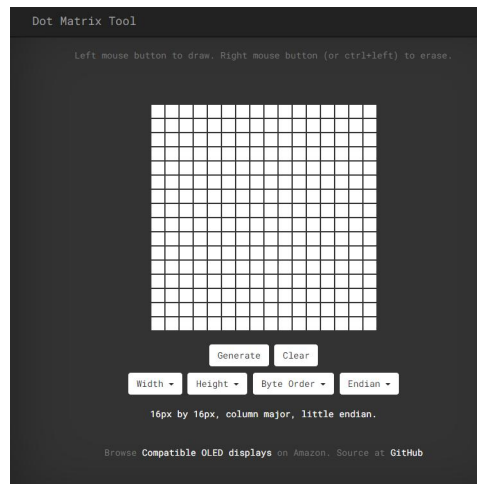 Dot Matrix Tool
Left mouse button to draw. Right mouse button (or ctrl+left) to erase.
Generate Clear
Width Height Byte Order Endian
16px by 16px, column major, little endian.
Browse Compatible OLED displays on Amazon. Source at GitHub